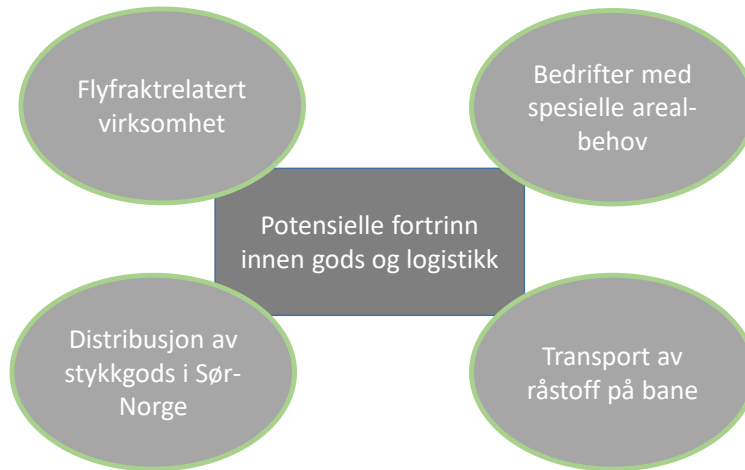 Flyfraktrelatert
virksomhet
Bedrifter med
spesielle areal-
behov
Potensielle fortrinn
innen gods og logistikk
Distribusjon av
stykkgods i Sør-
Norge
Transport av
råstoff på bane